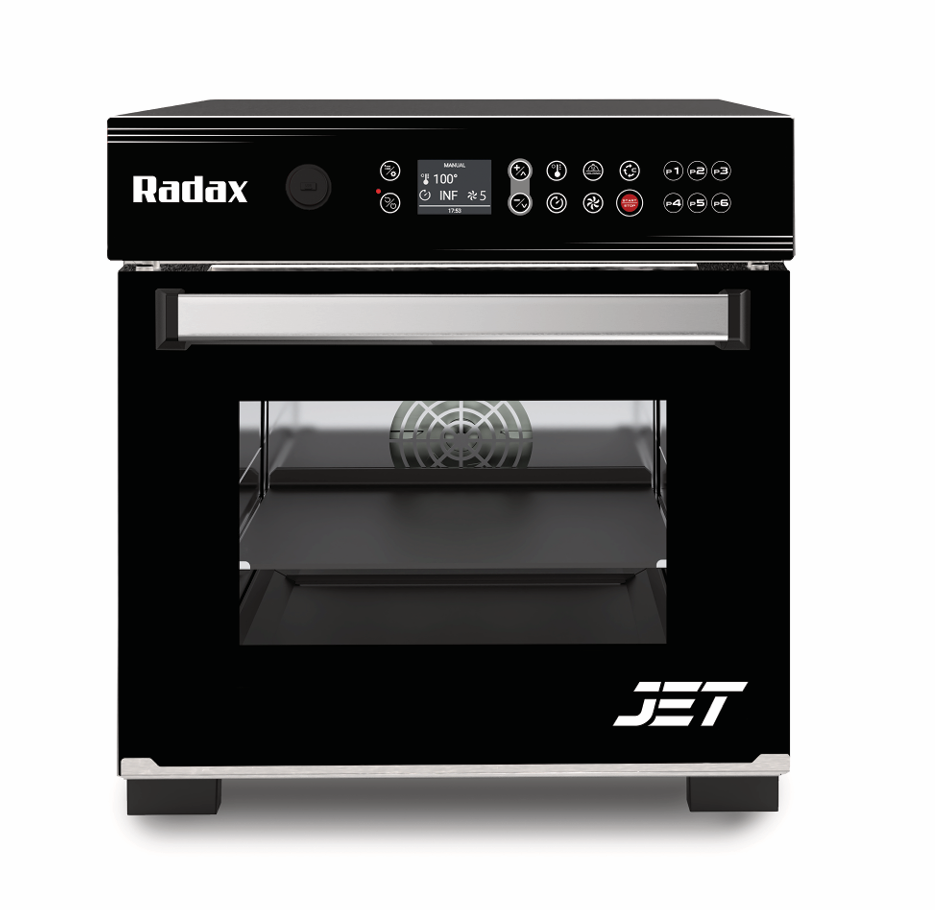 Radax
MANUAL
100°
INF 5
17:53
P1 P2 P3
START
STOP
P4 P5 P6
JET